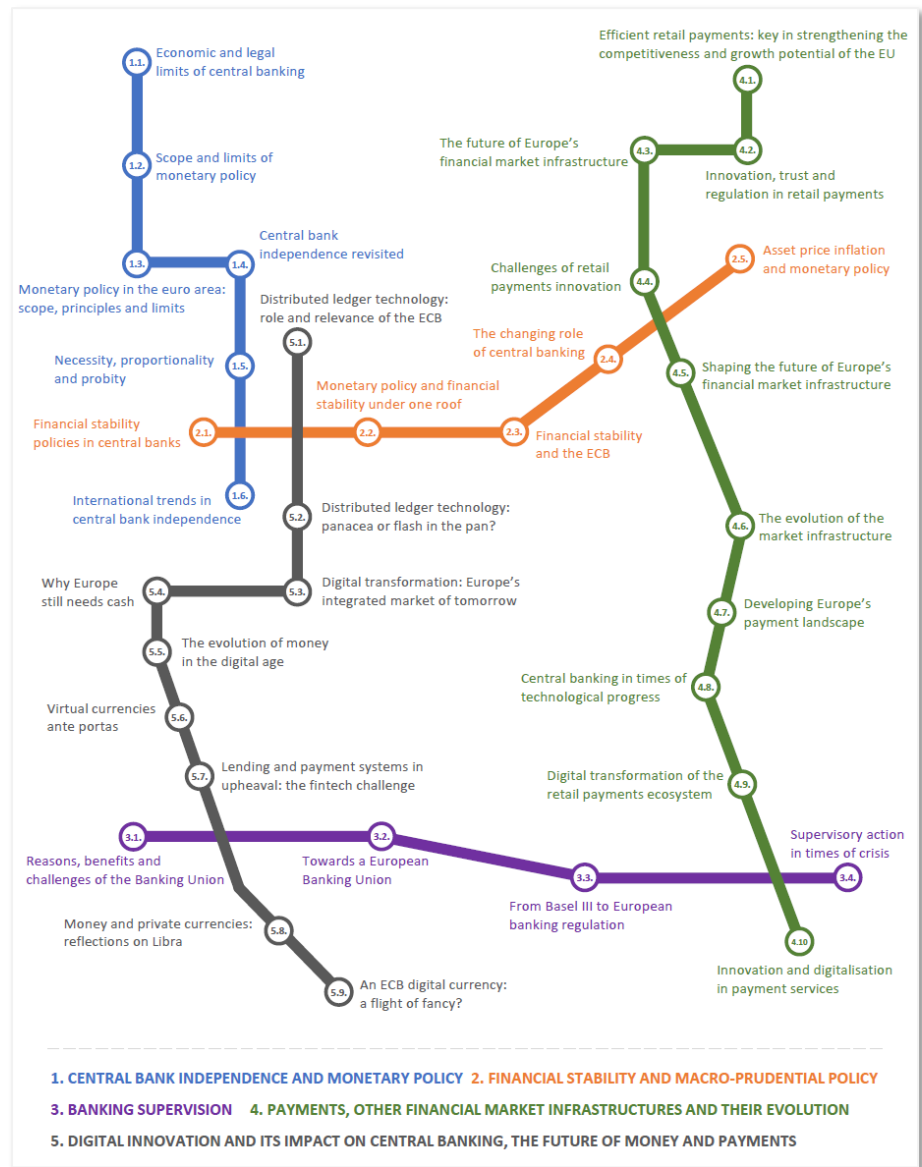 1.1.
Economic and legal
limits of central banking
1.2.
Scope and limits of
monetary policy
1.3.
Monetary policy in the euro area:
scope, principles and limits
1.4.
Central bank
independence revisited
1.5.
Necessity, proportionality
and probity
1.6.
International trends in
central bank independence
2.1.
Financial stability
policies in central banks
2.2.
Monetary policy and financial
stability under one roof
2.3.
Financial stability
and the ECB
2.4.
The changing role
of central banking
2.5.
Asset price inflation
and monetary policy
3.1.
Reasons, benefits and
challenges of the Banking Union
3.2.
Towards a European
Banking Union
3.3.
From Basel III to European
banking regulation
3.4.
Supervisory action
in times of crisis
Efficient retail payments: key in strengthening the
competitiveness and growth potential of the EU
4.1.
4.2.
Innovation, trust and
regulation in retail payments
4.3.
The future of Europe's
financial market infrastructure
4.4.
Challenges of retail
payments innovation
4.5.
Shaping the future of Europe's
financial market infrastructure
4.6.
The evolution of the
market infrastructure
4.7.
Developing Europe's
payment landscape
4.8.
Central banking in times of
technological progress
4.9.
Digital transformation of the
retail payments ecosystem
4.10
Innovation and digitalisation
in payment services
Distributed ledger technology:
role and relevance of the ECB
5.1.
5.2.
Distributed ledger technology:
panacea or flash in the pan?
5.3.
Digital transformation: Europe's
integrated market of tomorrow
5.4.
Why Europe
still needs cash
5.5.
The evolution of money
in the digital age
5.6.
Virtual currencies
ante portas
5.7.
Lending and payment systems in
upheaval: the fintech challenge
5.8.
Money and private currencies:
reflections on Libra
5.9.
An ECB digital currency:
a flight of fancy?
1. CENTRAL BANK INDEPENDENCE AND MONETARY POLICY 2. FINANCIAL STABILITY AND MACRO-PRUDENTIAL POLICY
3. BANKING SUPERVISION 4. PAYMENTS, OTHER FINANCIAL MARKET INFRASTRUCTURES AND THEIR EVOLUTION
5. DIGITAL INNOVATION AND ITS IMPACT ON CENTRAL BANKING, THE FUTURE OF MONEY AND PAYMENTS